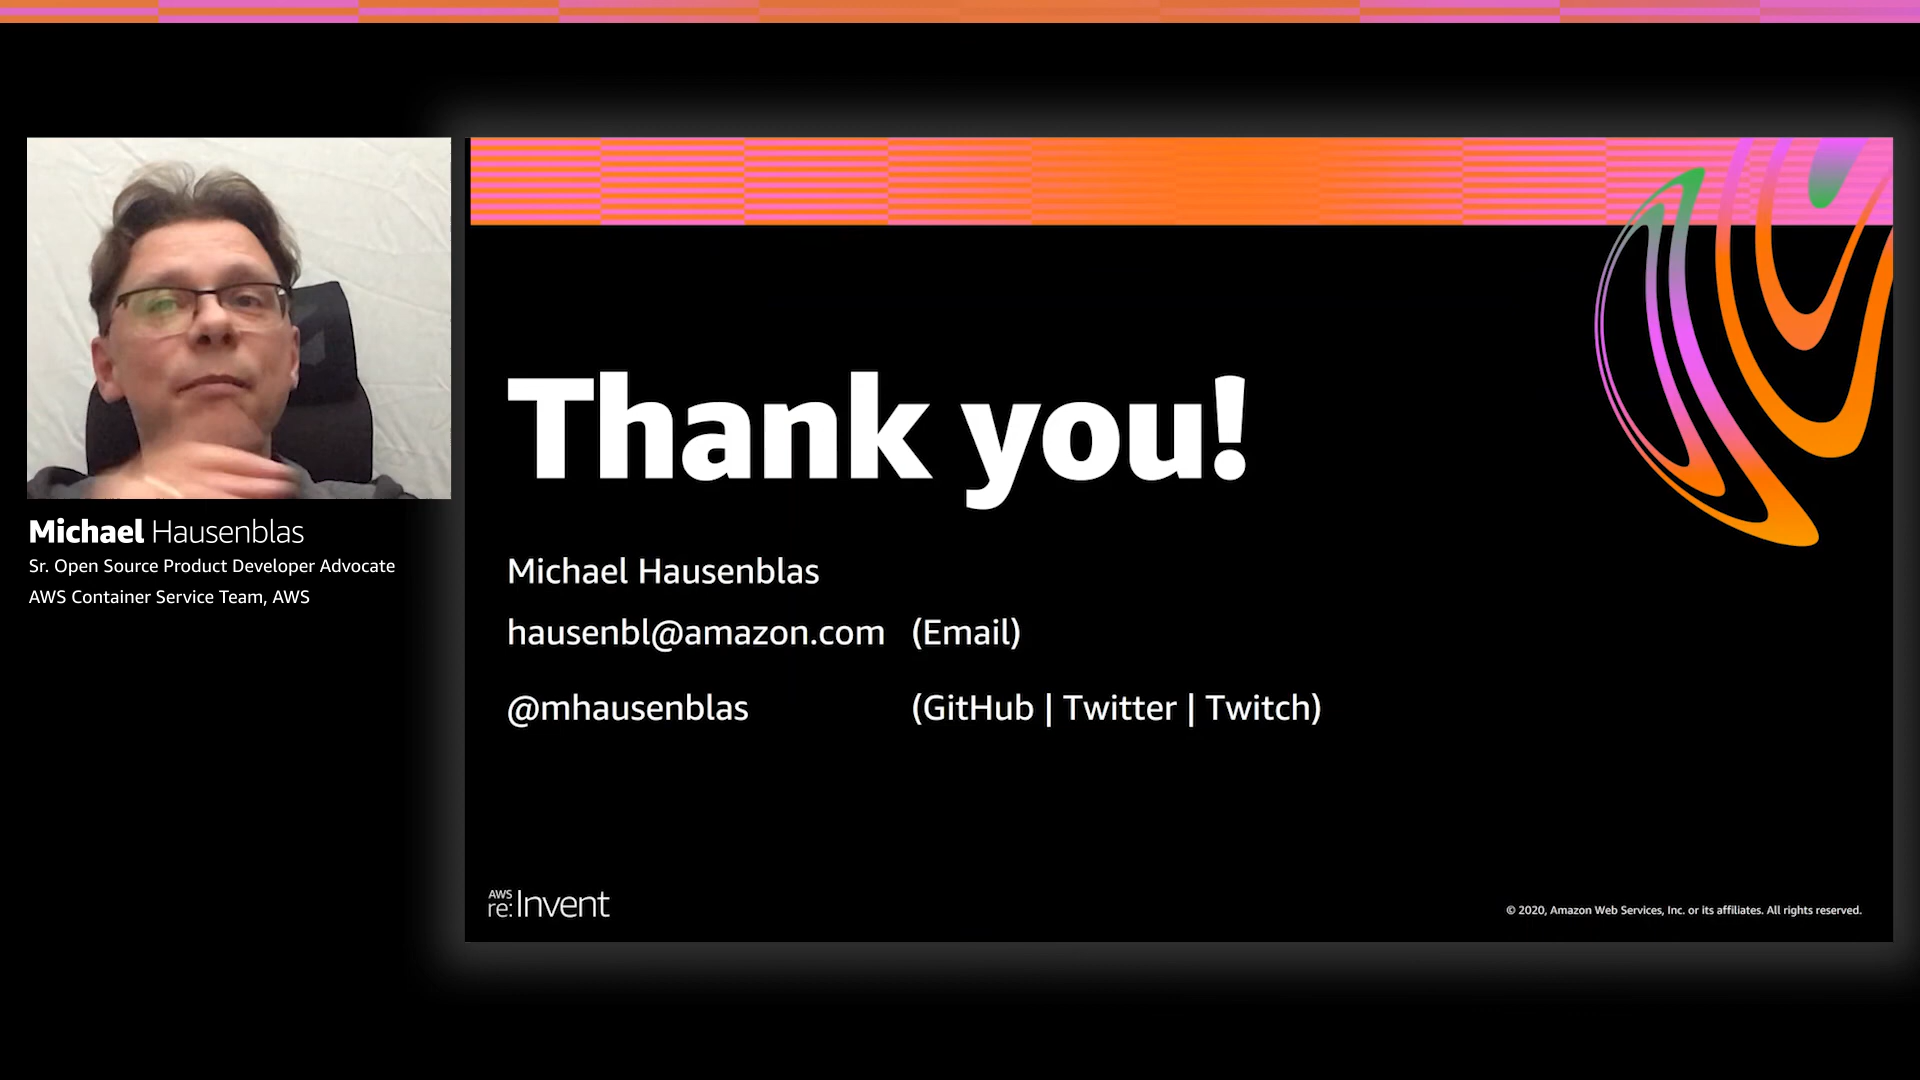 Michael Hausenblas
Sr. Open Source Product Developer Advocate
AWS Container Service Team, AWS
Thank you!
Michael Hausenblas
hausenbl@amazon.com (Email)
@mhausenblas (GitHub | Twitter | Twitch)
AWS
re:Invent
© 2020, Amazon Web Services, Inc. or its affiliates. All rights reserved.